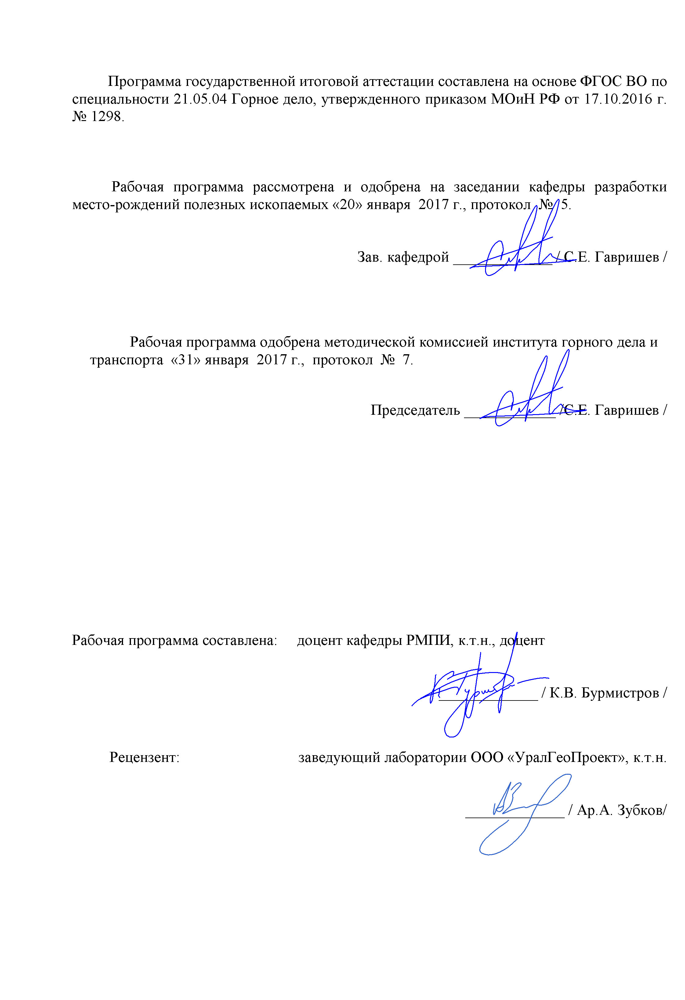 Программа государственной итоговой аттестации составлена на основе ФГОС ВО по
специальности 21.05.04 Горное дело, утвержденного приказом МОиН РФ от 17.10.2016 г.
№ 1298.
Рабочая программа рассмотрена и одобрена на заседании кафедры разработки
место-рождений полезных ископаемых «20» января 2017 г., протокол № 5.
Зав. кафедрой _____________ / С.Е. Гавришев /
Рабочая программа одобрена методической комиссией института горного дела и
транспорта «31» января 2017 г., протокол № 7.
Председатель ____________ /С.Е. Гавришев /
Рабочая программа составлена: доцент кафедры РМПИ, к.т.н., доцент
_____________ / К.В. Бурмистров /
Рецензент: заведующий лаборатории ООО «УралГеоПроект», к.т.н.
_____________ / Ар.А. Зубков/